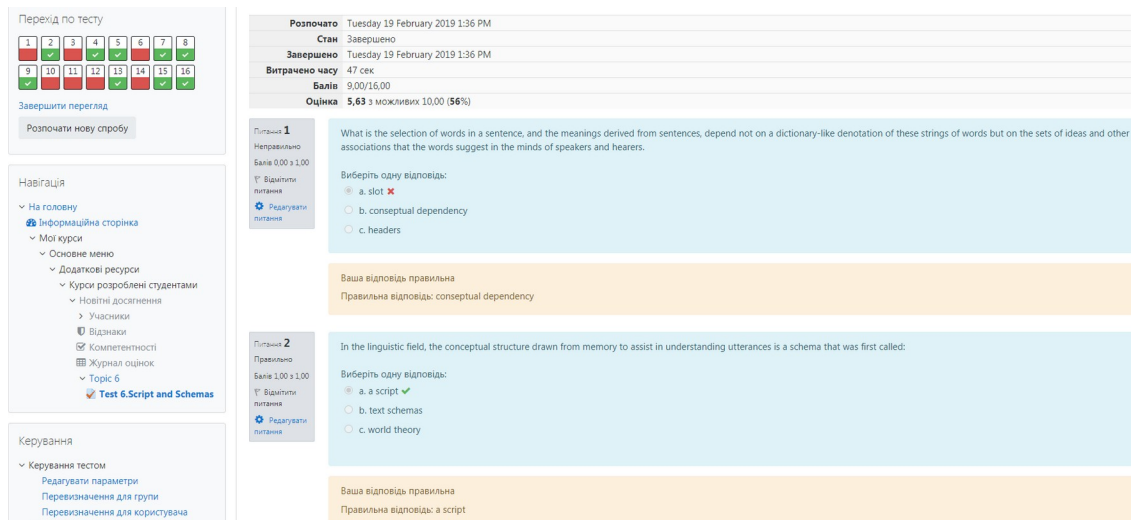 Перехід по тесту
1 2 3 4 5 6 7 8
9 10 11 12 13 14 15 16
Завершити перегляд
Розпочати нову спробу
Навігація
На головну
Інформаційна сторінка
Мої курси
Основне меню
Додаткові ресурси
Курси розроблені студентами
Новітні досягнення
Учасники
Відзнаки
Компетентності
Журнал оцінок
Topic 6
Test 6.Script and Schemas
Керування
Керування тестом
Редагувати параметри
Перевизначення для групи
Перевизначення для користувача
Розпочато Tuesday 19 February 2019 1:36 PM
Стан Завершено
Завершено Tuesday 19 February 2019 1:36 PM
Витрачено часу 47 сек
Балів 9,00/16,00
Оцінка 5,63 з можливих 10,00 (56%)
Питання 1
Неправильно
Балів 0,00 з 1,00
Відмітити
питання
Редагувати
питання
What is the selection of words in a sentence, and the meanings derived from sentences, depend not on a dictionary-like denotation of these strings of words but on the sets of ideas and other
associations that the words suggest in the minds of speakers and hearers.
Виберіть одну відповідь:
a. slot
b. conseptual dependency
c. headers
Ваша відповідь правильна
Правильна відповідь: conseptual dependency
Питання 2
Правильно
Балів 1,00 з 1,00
Відмітити
питання
Редагувати
питання
In the linguistic field, the conceptual structure drawn from memory to assist in understanding utterances is a schema that was first called:
Виберіть одну відповідь:
a. a script
b. text schemas
c. world theory
Ваша відповідь правильна
Правильна відповідь: a script